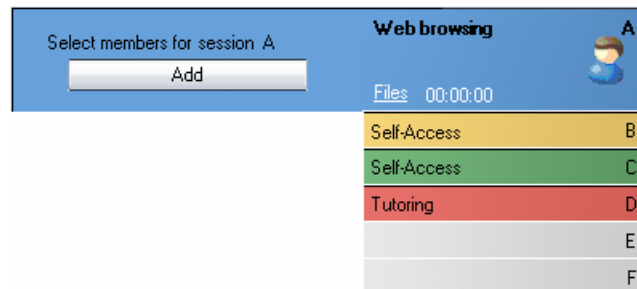 Select members for session A
Add
Web browsing A
Files 00:00:00
Self-Access B
Self-Access C
Tutoring D
E
F